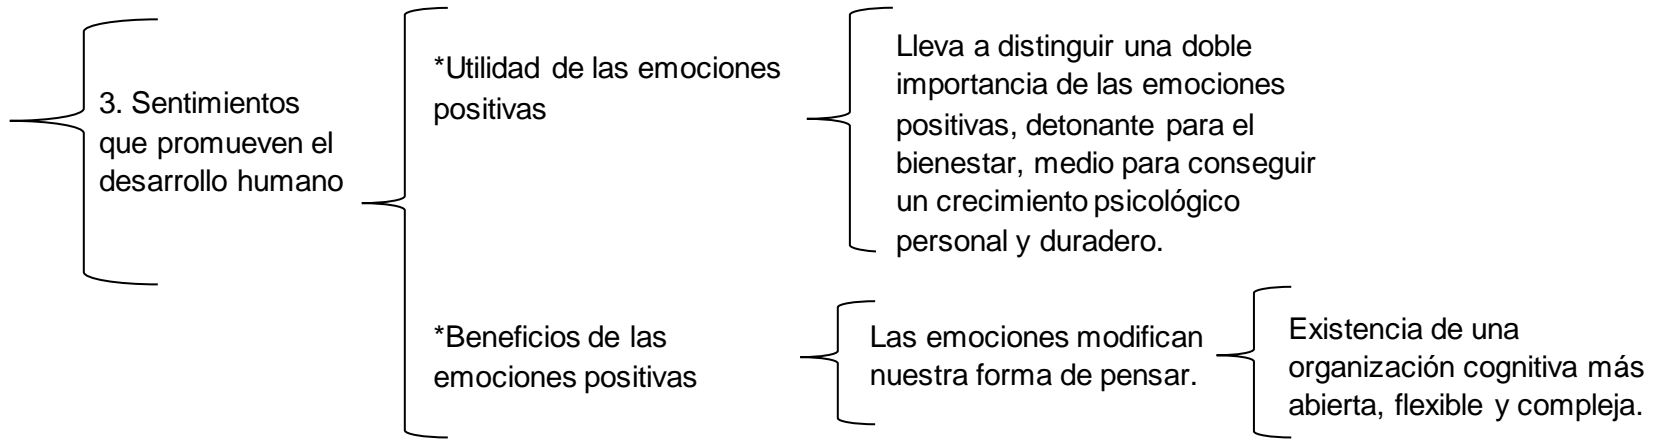 3. Sentimientos
que promueven el
desarrollo humano
*Utilidad de las emociones
positivas
Lleva a distinguir una doble
importancia de las emociones
positivas, detonante para el
bienestar, medio para conseguir
un crecimiento psicológico
personal y duradero.
*Beneficios de las
emociones positivas
Las emociones modifican
nuestra forma de pensar.
Existencia de una
organización cognitiva más
abierta, flexible y compleja.